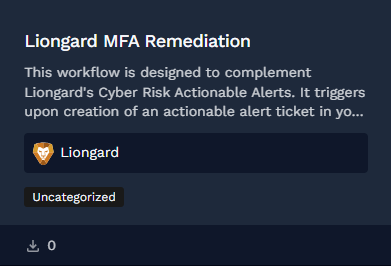 Liongard MFA Remediation
This workflow is designed to complement
Liongard's Cyber Risk Actionable Alerts. It triggers
upon creation of an actionable alert ticket in yo...
Liongard
Uncategorized
0